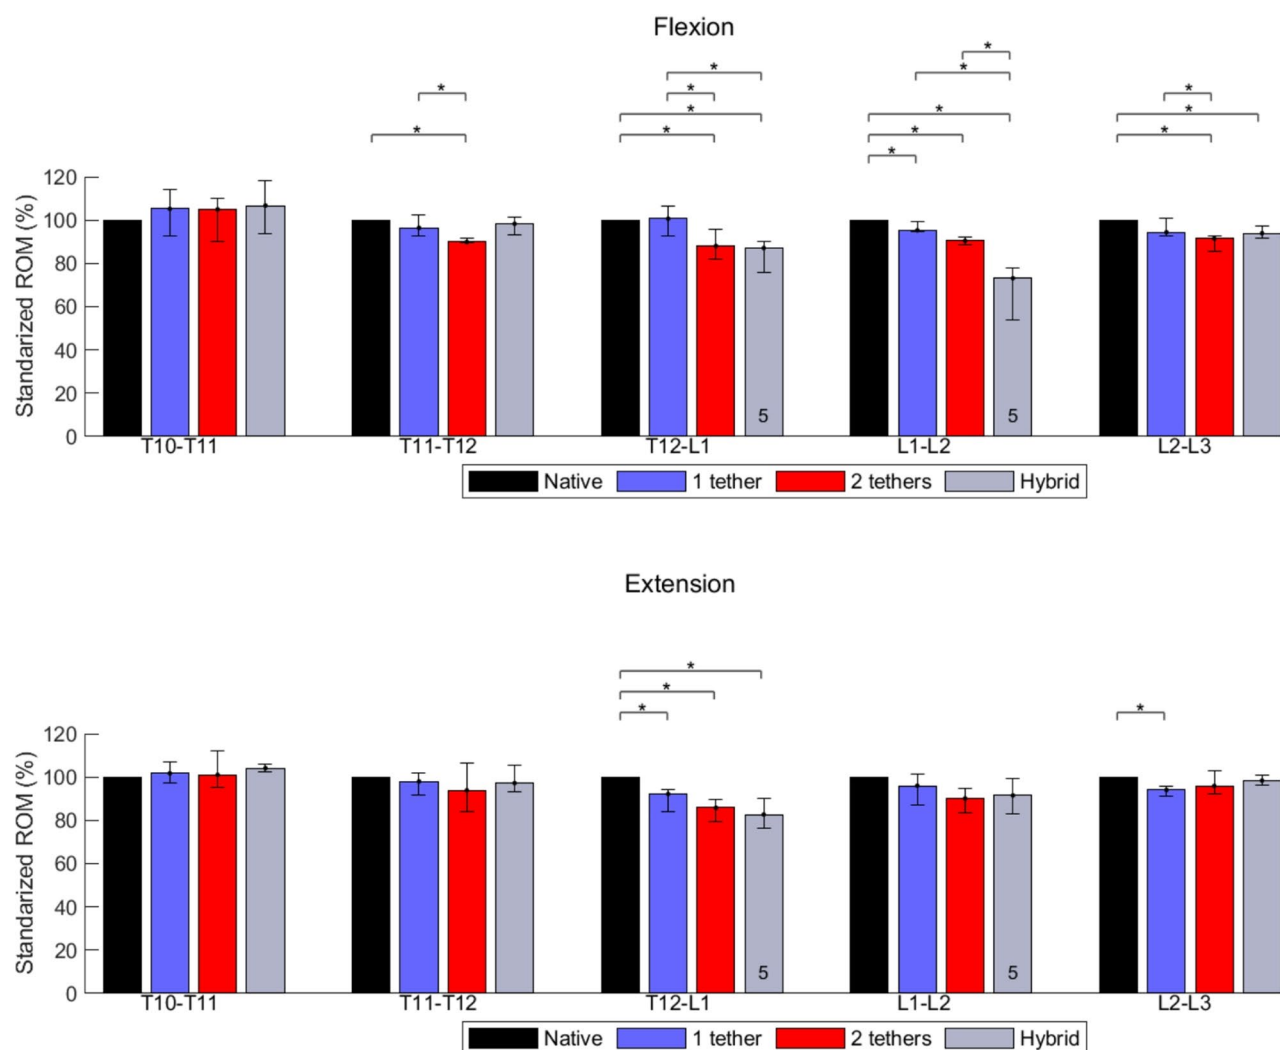 Flexion
*
* *
* * * *
* * *
* * * *
*
120
100
80
60
40
20
0
Standarized ROM (%)
5 5
T10-T11 T11-T12 T12-L1 L1-L2 L2-L3
Native 1 tether 2 tethers Hybrid
Extension
*
*
* *
120
100
80
60
40
20
0
Standarized ROM (%)
5 5
T10-T11 T11-T12 T12-L1 L1-L2 L2-L3
Native 1 tether 2 tethers Hybrid